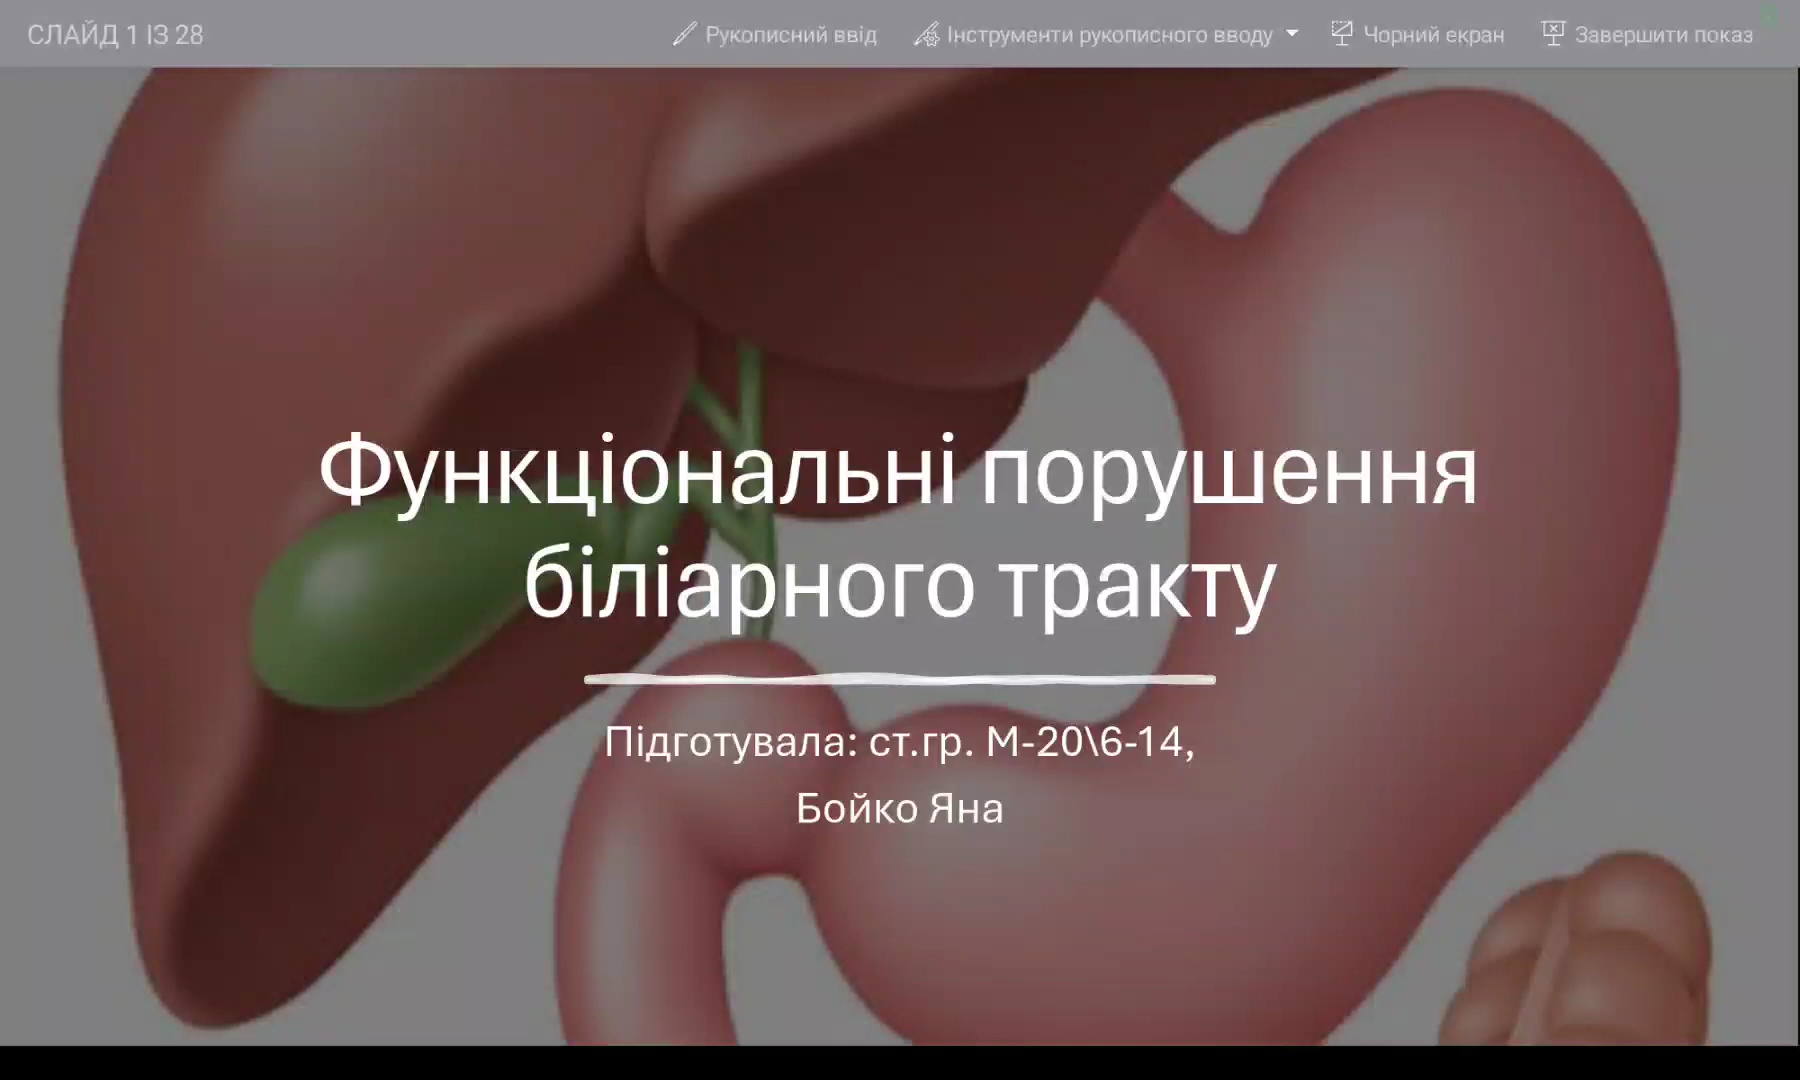 СЛАЙД 1 ІЗ 28
Рукописний ввід
Інструменти рукописного вводу
Чорний екран
Завершити показ
Функціональні порушення
біліарного тракту
Підготувала: ст.гр. М-20\6-14,
Бойко Яна